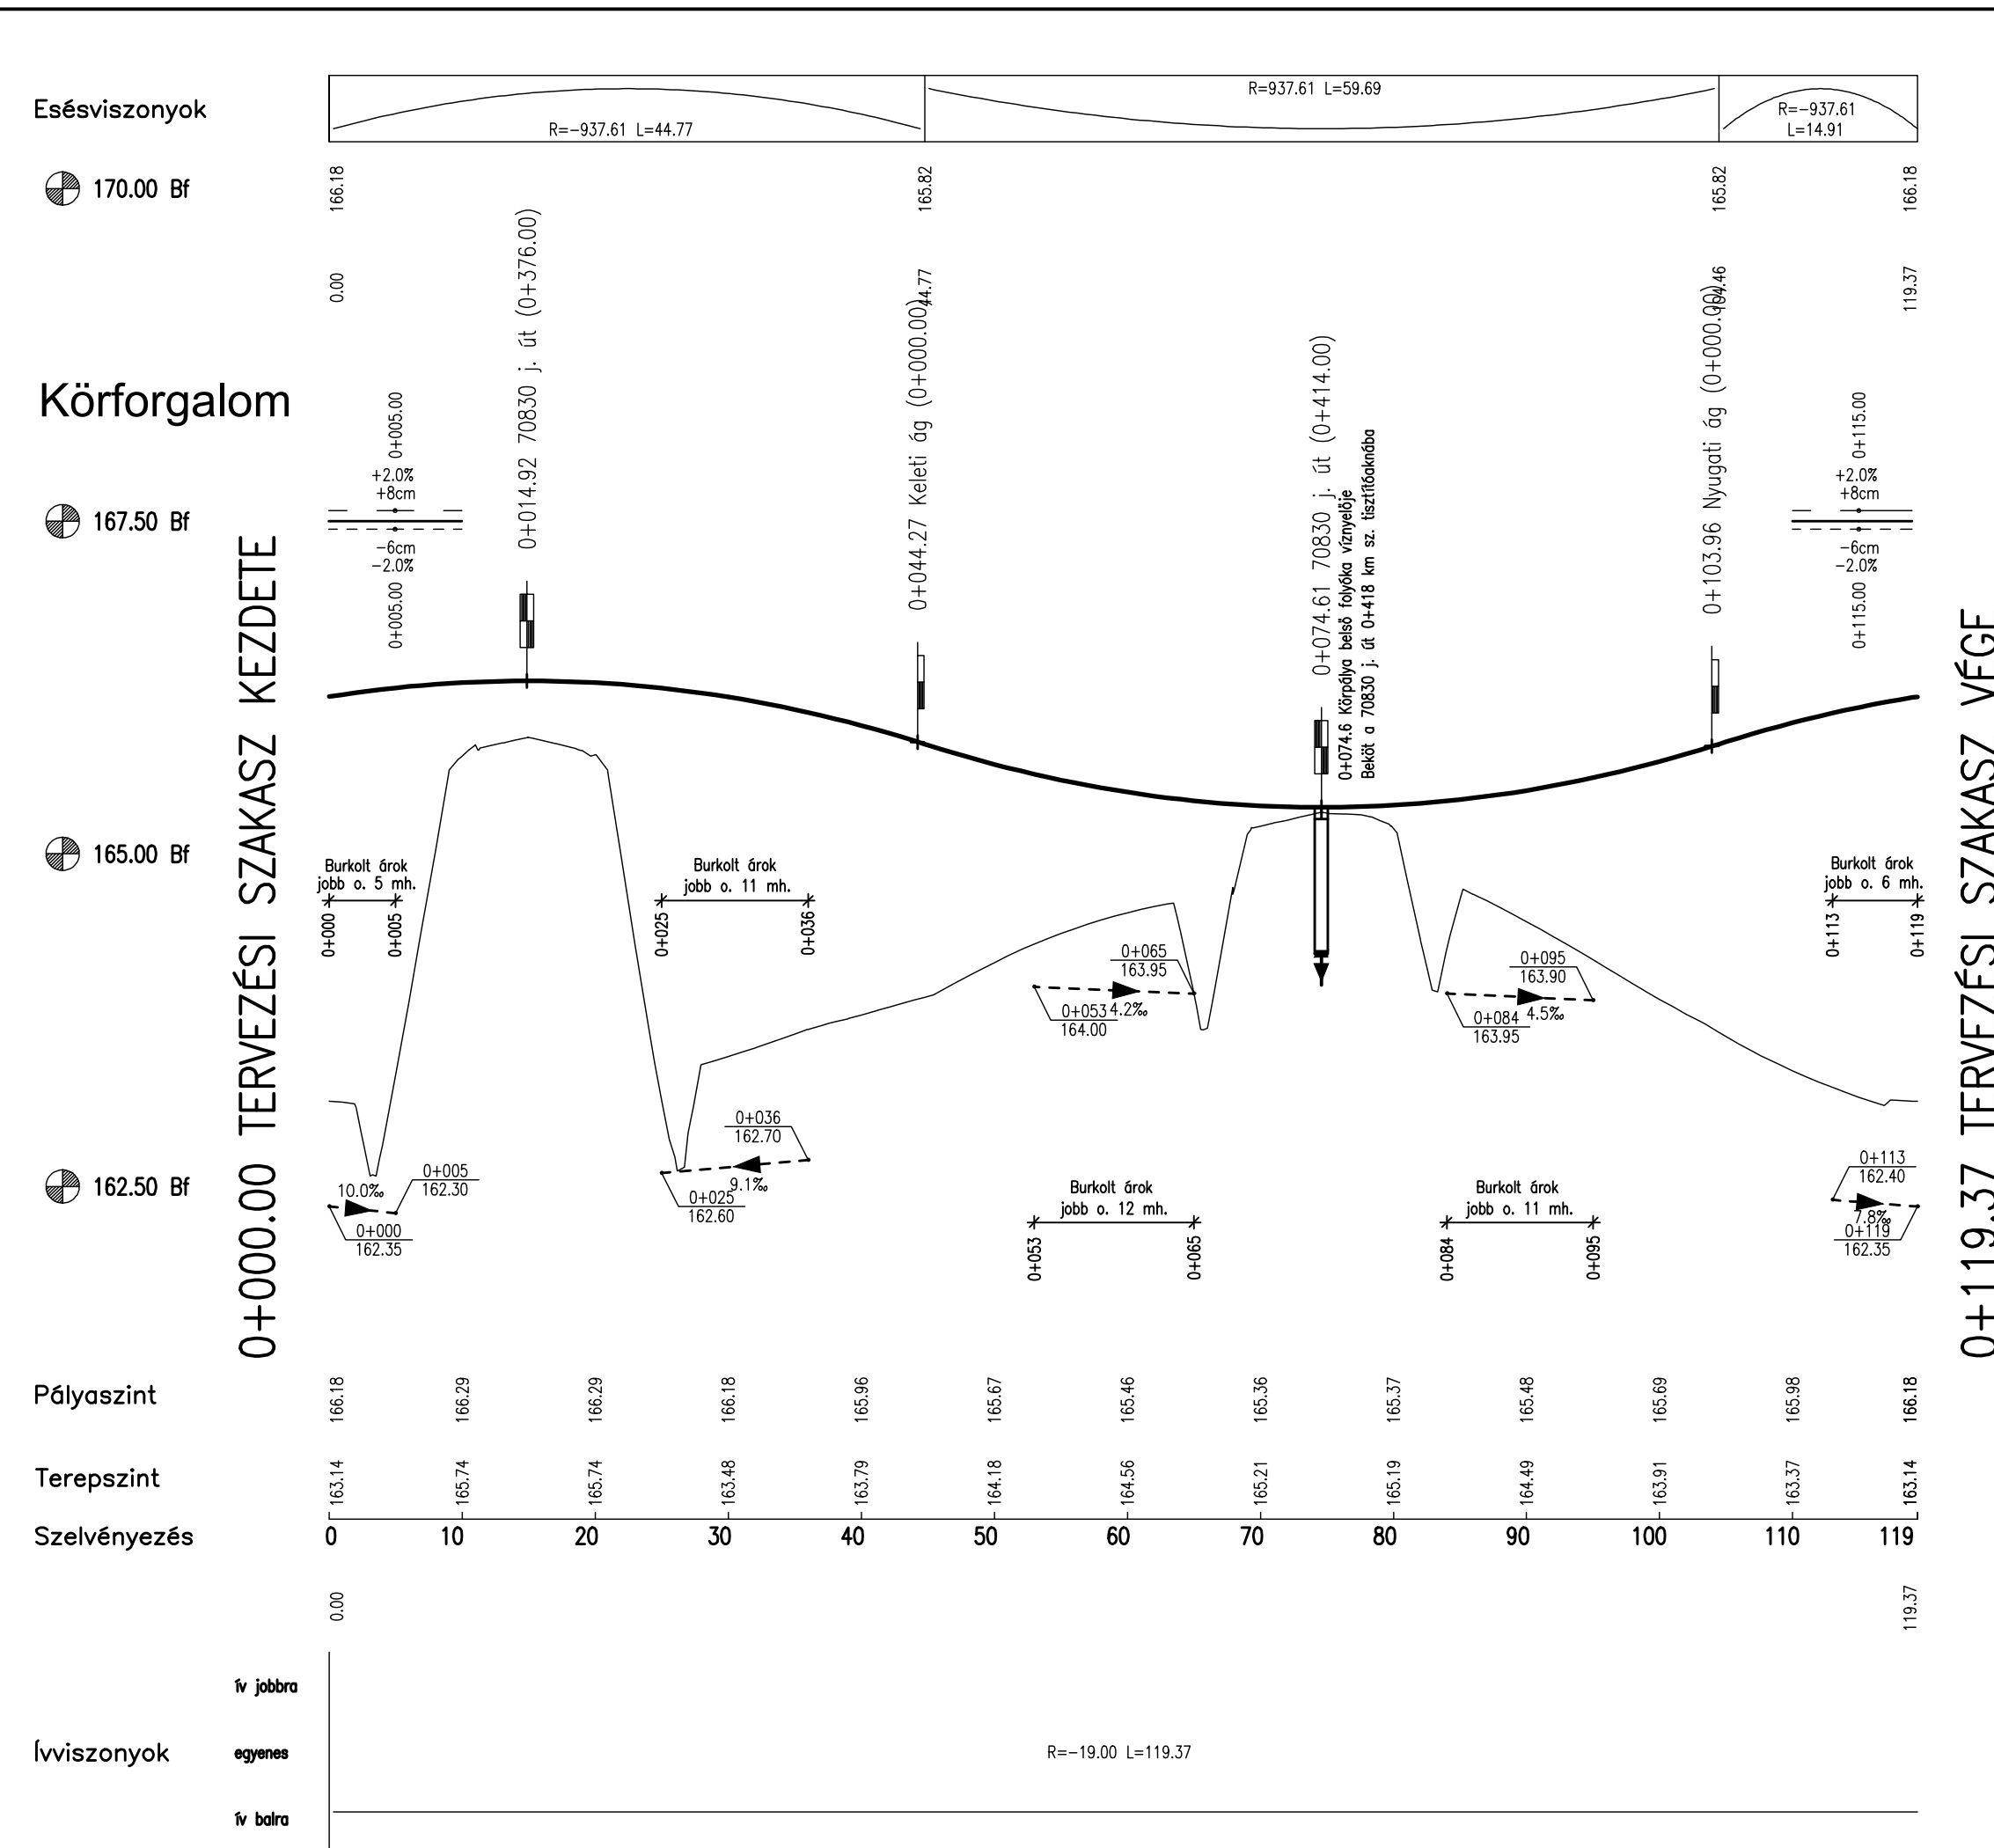 Esésviszonyok
R=-937.61 L=44.77
R=937.61 L=59.69
R=-937.61
L=14.91
170.00 Bf
166.18
165.82
165.82
166.18
0.00
44.77
104.46
119.37
Körforgalom
0+014.92 70830 j. út (0+376.00)
0+044.27 Keleti ág (0+000.00)
0+074.61 70830 j. út (0+414.00)
0+074.6 Körpálya belső folyóka víznyelője
Beköt a 70830 j. út 0+418 km sz. tisztítóaknába
0+103.96 Nyugati ág (0+000.00)
0+005.00
+2.0%
+8cm
-6cm
-2.0%
0+005.00
0+115.00
+2.0%
+8cm
-6cm
-2.0%
0+115.00
167.50 Bf
0+000.00 TERVEZÉSI SZAKASZ KEZDETE
0+119.37 TERVEZÉSI SZAKASZ VÉGE
165.00 Bf
Burkolt árok
jobb o. 5 mh.
0+000
0+005
Burkolt árok
jobb o. 11 mh.
0+025
0+036
Burkolt árok
jobb o. 6 mh.
0+113
0+119
0+065
163.95
0+053
164.00
4.2‰
0+095
163.90
0+084
163.95
4.5‰
162.50 Bf
10.0‰
0+005
162.30
0+000
162.35
0+036
162.70
9.1‰
0+025
162.60
Burkolt árok
jobb o. 12 mh.
0+053
0+065
Burkolt árok
jobb o. 11 mh.
0+084
0+095
0+113
162.40
7.8‰
0+119
162.35
Pályaszint
166.18 166.29 166.29 166.18 165.96 165.67 165.46 165.36 165.37 165.48 165.69 165.98 166.18
Terepszint
163.14 165.74 165.74 163.48 163.79 164.18 164.56 165.21 165.19 164.49 163.91 163.37 163.14
Szelvényezés
0 10 20 30 40 50 60 70 80 90 100 110 119
0.00
119.37
Ívviszonyok
ív jobbra
egyenes
ív balra
R=-19.00 L=119.37